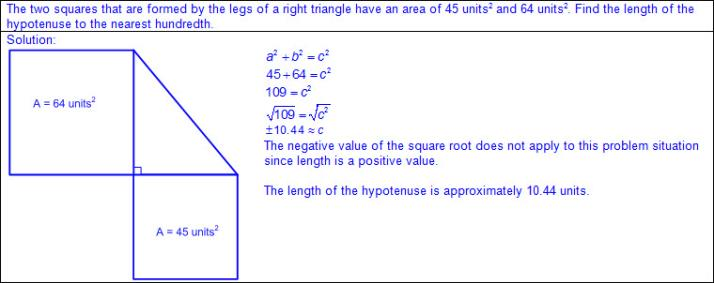 The two squares that are formed by the legs of a right triangle have an area of 45 units² and 64 units². Find the length of the
hypotenuse to the nearest hundredth.
Solution:
A = 64 units²
A = 45 units²
a² + b² = c²
45 + 64 = c²
109 = c²
√109 = √c²
±10.44 ≈ c
The negative value of the square root does not apply to this problem situation
since length is a positive value.
The length of the hypotenuse is approximately 10.44 units.